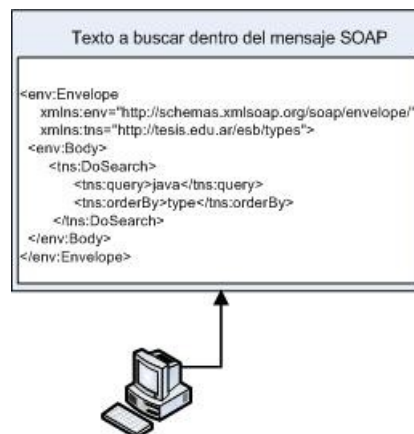 Texto a buscar dentro del mensaje SOAP
<env:Envelope
xmlns:env="http://schemas.xmlsoap.org/soap/envelope/"
xmlns:tns="http://tesis.edu.ar/esb/types">
<env:Body>
<tns:DoSearch>
<tns:query>java</tns:query>
<tns:orderBy>type</tns:orderBy>
</tns:DoSearch>
</env:Body>
</env:Envelope>